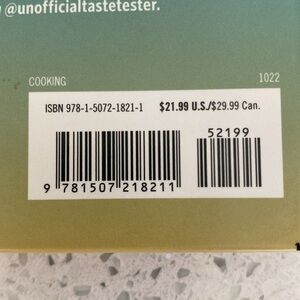 @unofficialtastetester.
COOKING 1022
ISBN 978-1-5072-1821-1 $21.99 U.S./$29.99 Can.
52199
9 781507 218211